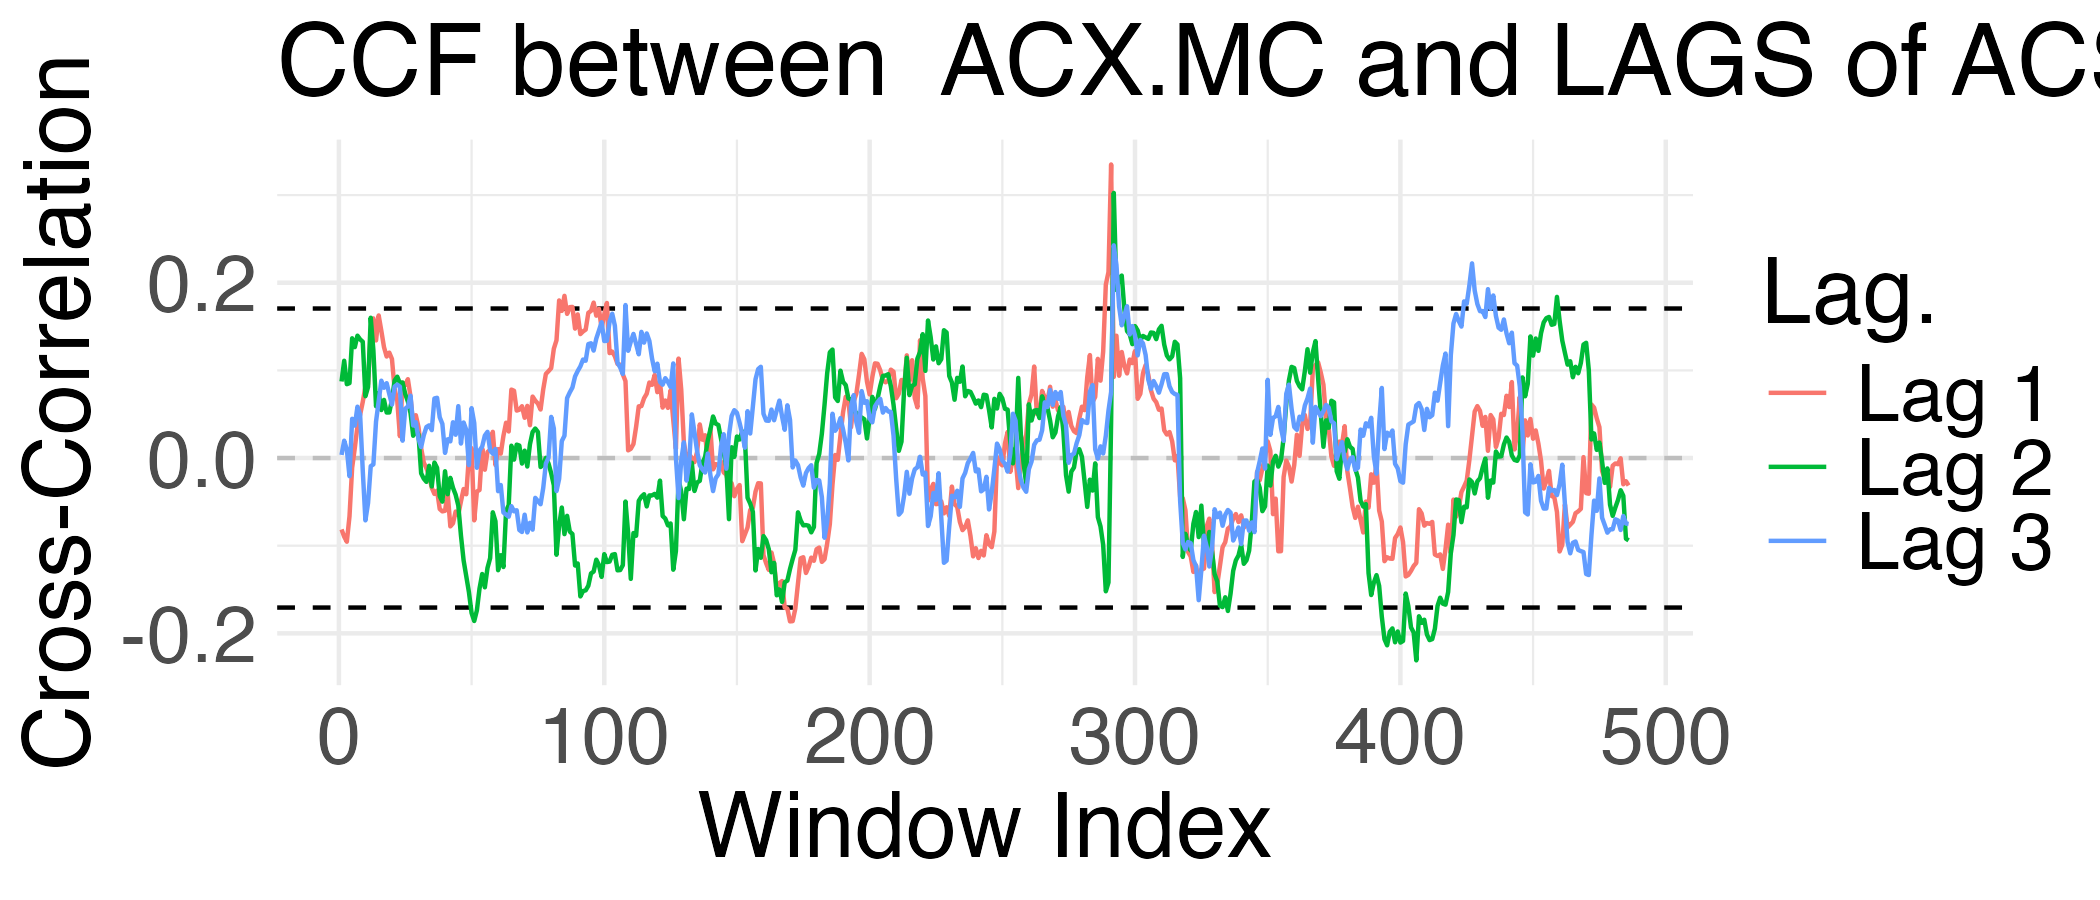 CCF between  ACX.MC and LAGS of
Cross-Correlation
0.2
0.0
-0.2
0
100
200
300
400
500
Window Index
Lag.
Lag 1
Lag 2
Lag 3